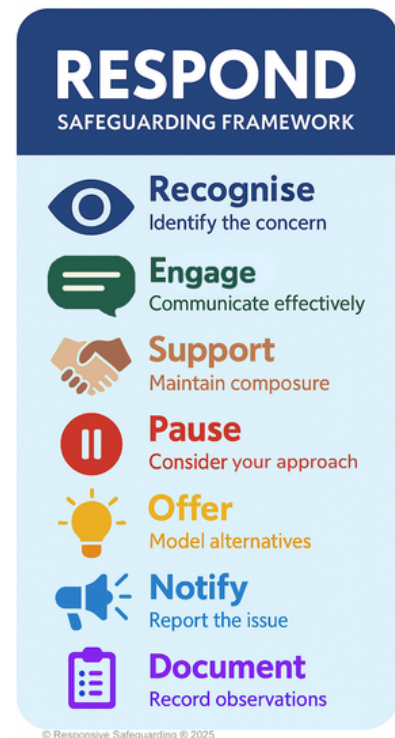 RESPOND
SAFEGUARDING FRAMEWORK
Recognise
Identify the concern
Engage
Communicate effectively
Support
Maintain composure
Pause
Consider your approach
Offer
Model alternatives
Notify
Report the issue
Document
Record observations
© Responsive Safeguarding ® 2025